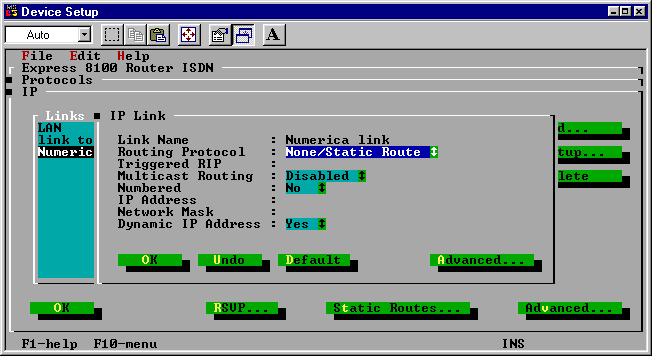 Device Setup
Auto
A
File Edit Help
Express 8100 Router ISDN
Protocols
IP
Links
IP Link
LAN
link to
Numeric
Link Name : Numerica link
Routing Protocol : None/Static Route
Triggered RIP :
Multicast Routing : Disabled
Numbered : No
IP Address :
Network Mask :
Dynamic IP Address : Yes
d...
tup...
lete
OK Undo Default Advanced...
OK RSVP... Static Routes... Advanced...
F1-help F10-menu INS